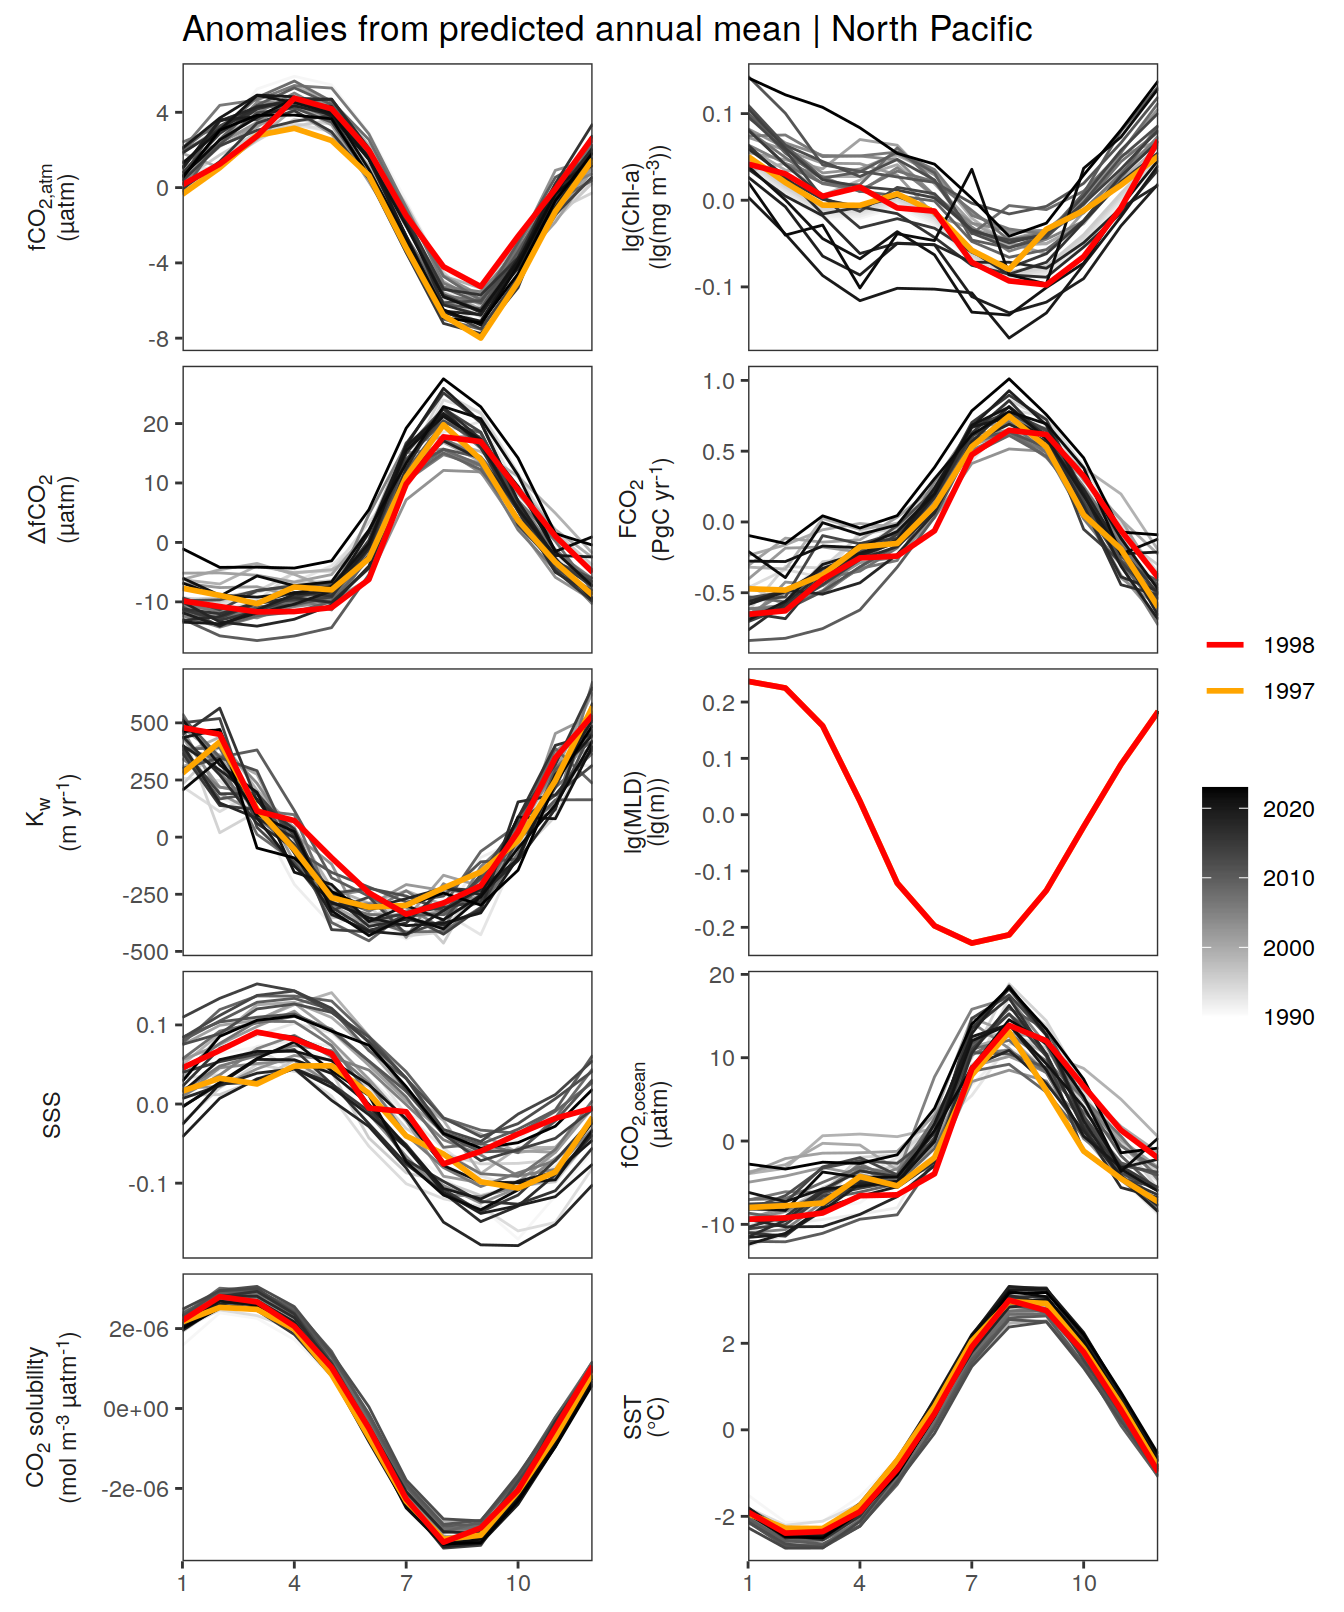 Anomalies from predicted annual mean | North Pacific
fCO2,atm
(µatm)
4
0
-4
-8
lg(Chl-a)
(lg(mg m-3))
0.1
0.0
-0.1
ΔfCO2
(µatm)
20
10
0
-10
FCO2
(PgC yr-1)
1.0
0.5
0.0
-0.5
Kw
(m yr-1)
500
250
0
-250
-500
lg(MLD)
(lg(m))
0.2
0.1
0.0
-0.1
-0.2
SSS
0.1
0.0
-0.1
fCO2,ocean
(µatm)
20
10
0
-10
CO2 solubility
(mol m-3 µatm-1)
2e-06
0e+00
-2e-06
SST
(°C)
2
0
-2
1 4 7 10
1 4 7 10
1998
1997
2020
2010
2000
1990